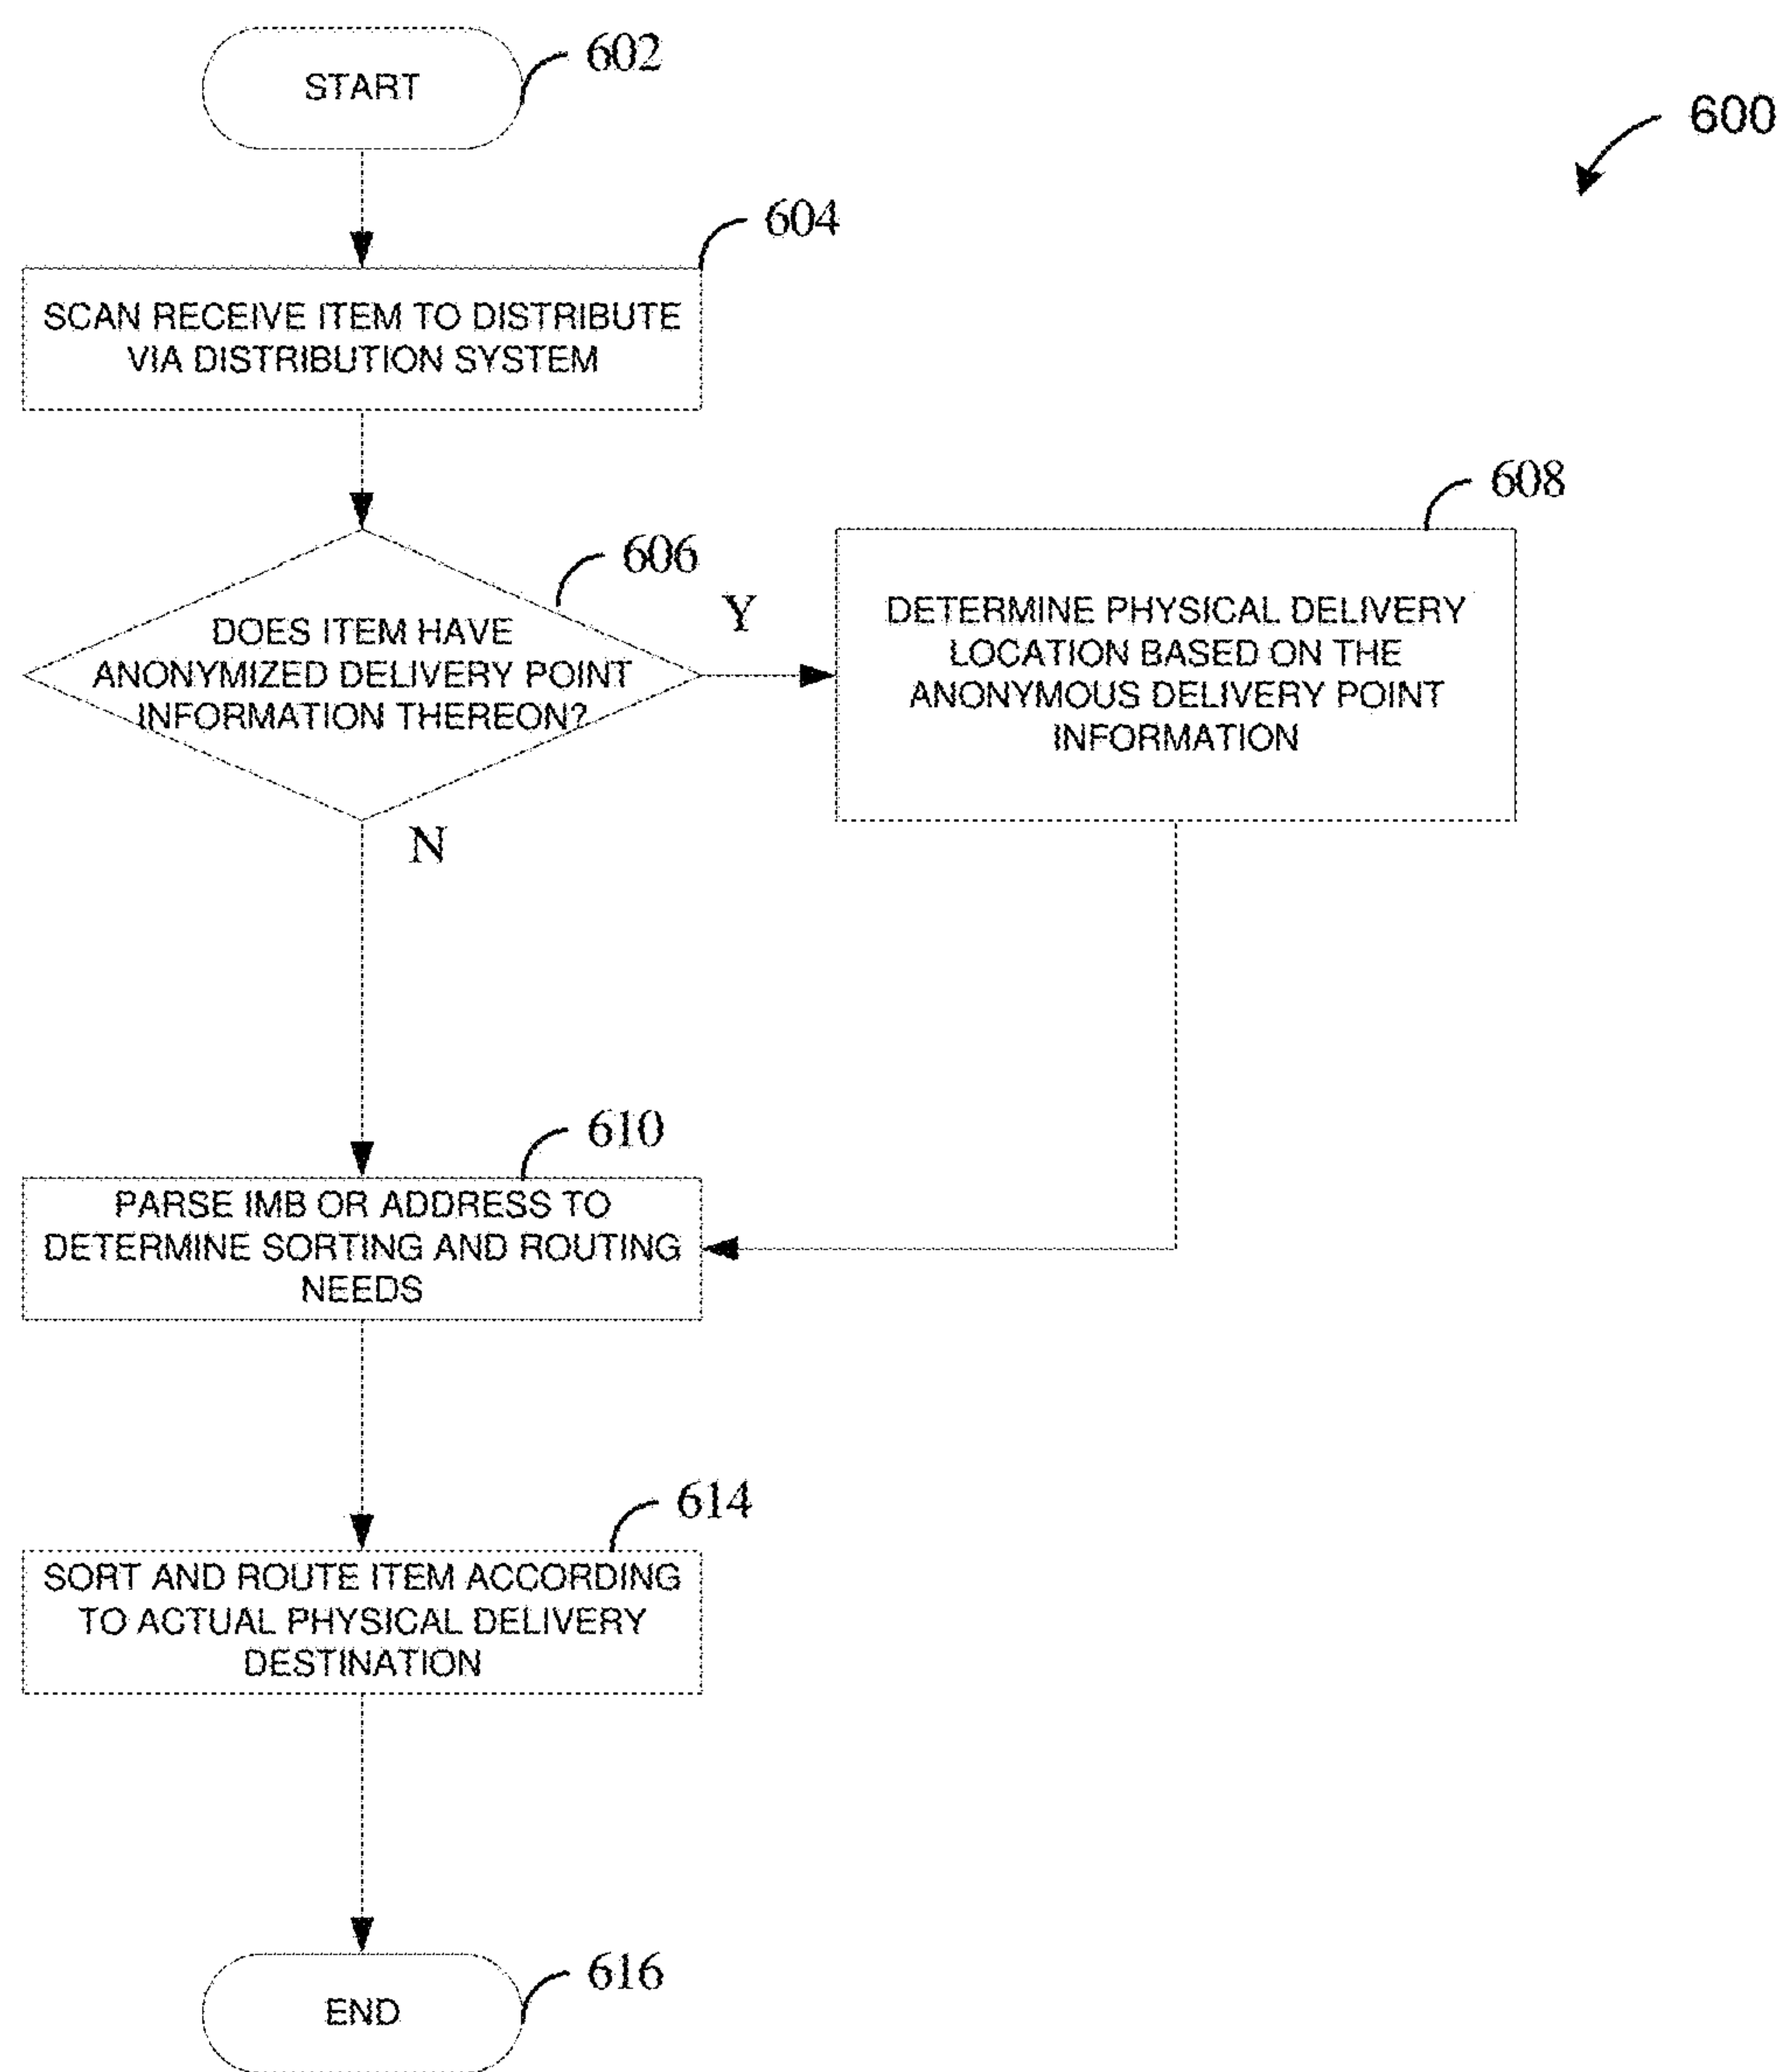 START
602
600
604
SCAN RECEIVE ITEM TO DISTRIBUTE
VIA DISTRIBUTION SYSTEM
606
DOES ITEM HAVE
ANONYMIZED DELIVERY POINT
INFORMATION THEREON?
Y
N
608
DETERMINE PHYSICAL DELIVERY
LOCATION BASED ON THE
ANONYMOUS DELIVERY POINT
INFORMATION
610
PARSE IMB OR ADDRESS TO
DETERMINE SORTING AND ROUTING
NEEDS
614
SORT AND ROUTE ITEM ACCORDING
TO ACTUAL PHYSICAL DELIVERY
DESTINATION
616
END